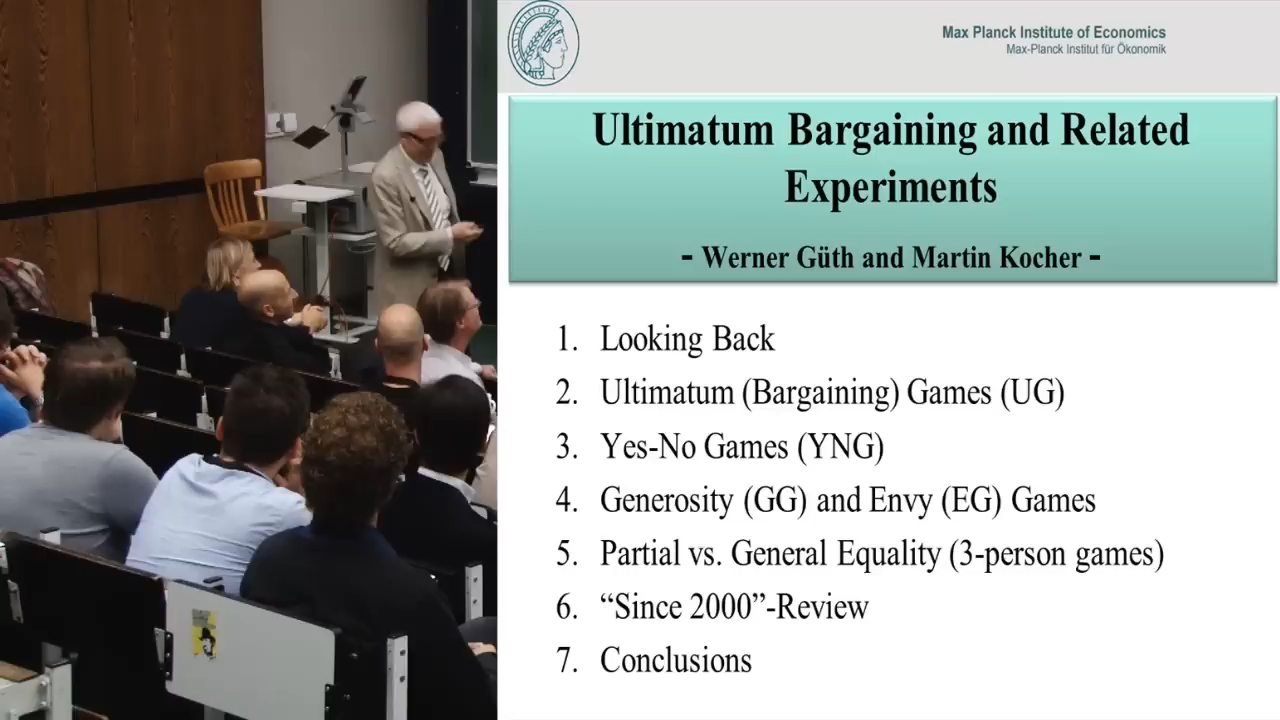 Max Planck Institute of Economics
Max-Planck Institut für Ökonomik
Ultimatum Bargaining and Related
Experiments
- Werner Güth and Martin Kocher -
1. Looking Back
2. Ultimatum (Bargaining) Games (UG)
3. Yes-No Games (YNG)
4. Generosity (GG) and Envy (EG) Games
5. Partial vs. General Equality (3-person games)
6. “Since 2000”-Review
7. Conclusions